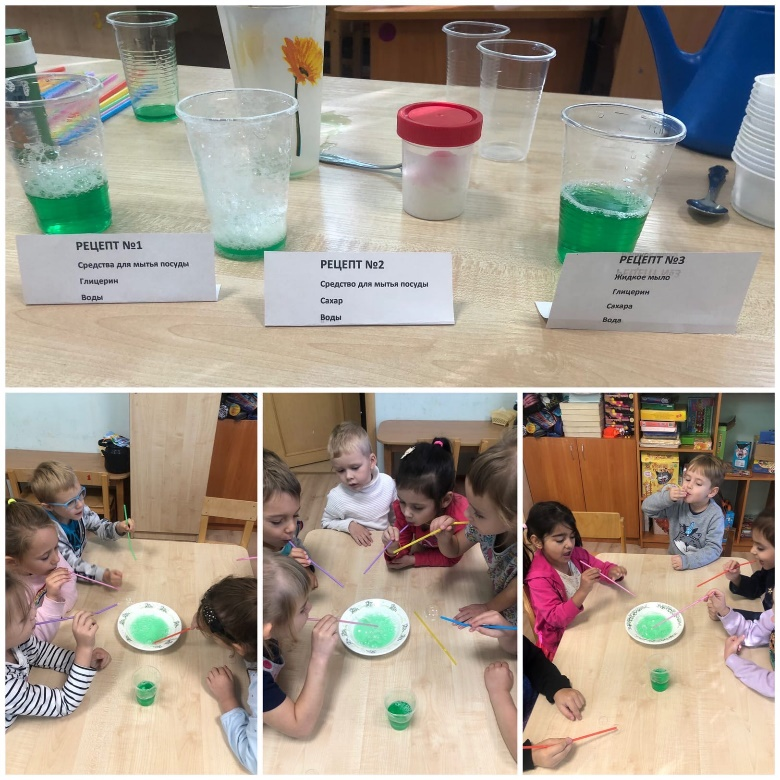 РЕЦЕПТ №1
Средства для мытья посуды
Глицерин
Воды
РЕЦЕПТ №2
Средство для мытья посуды
Сахар
Воды
РЕЦЕПТ №3
Жидкое мыло
Глицерин
Сахара
Вода